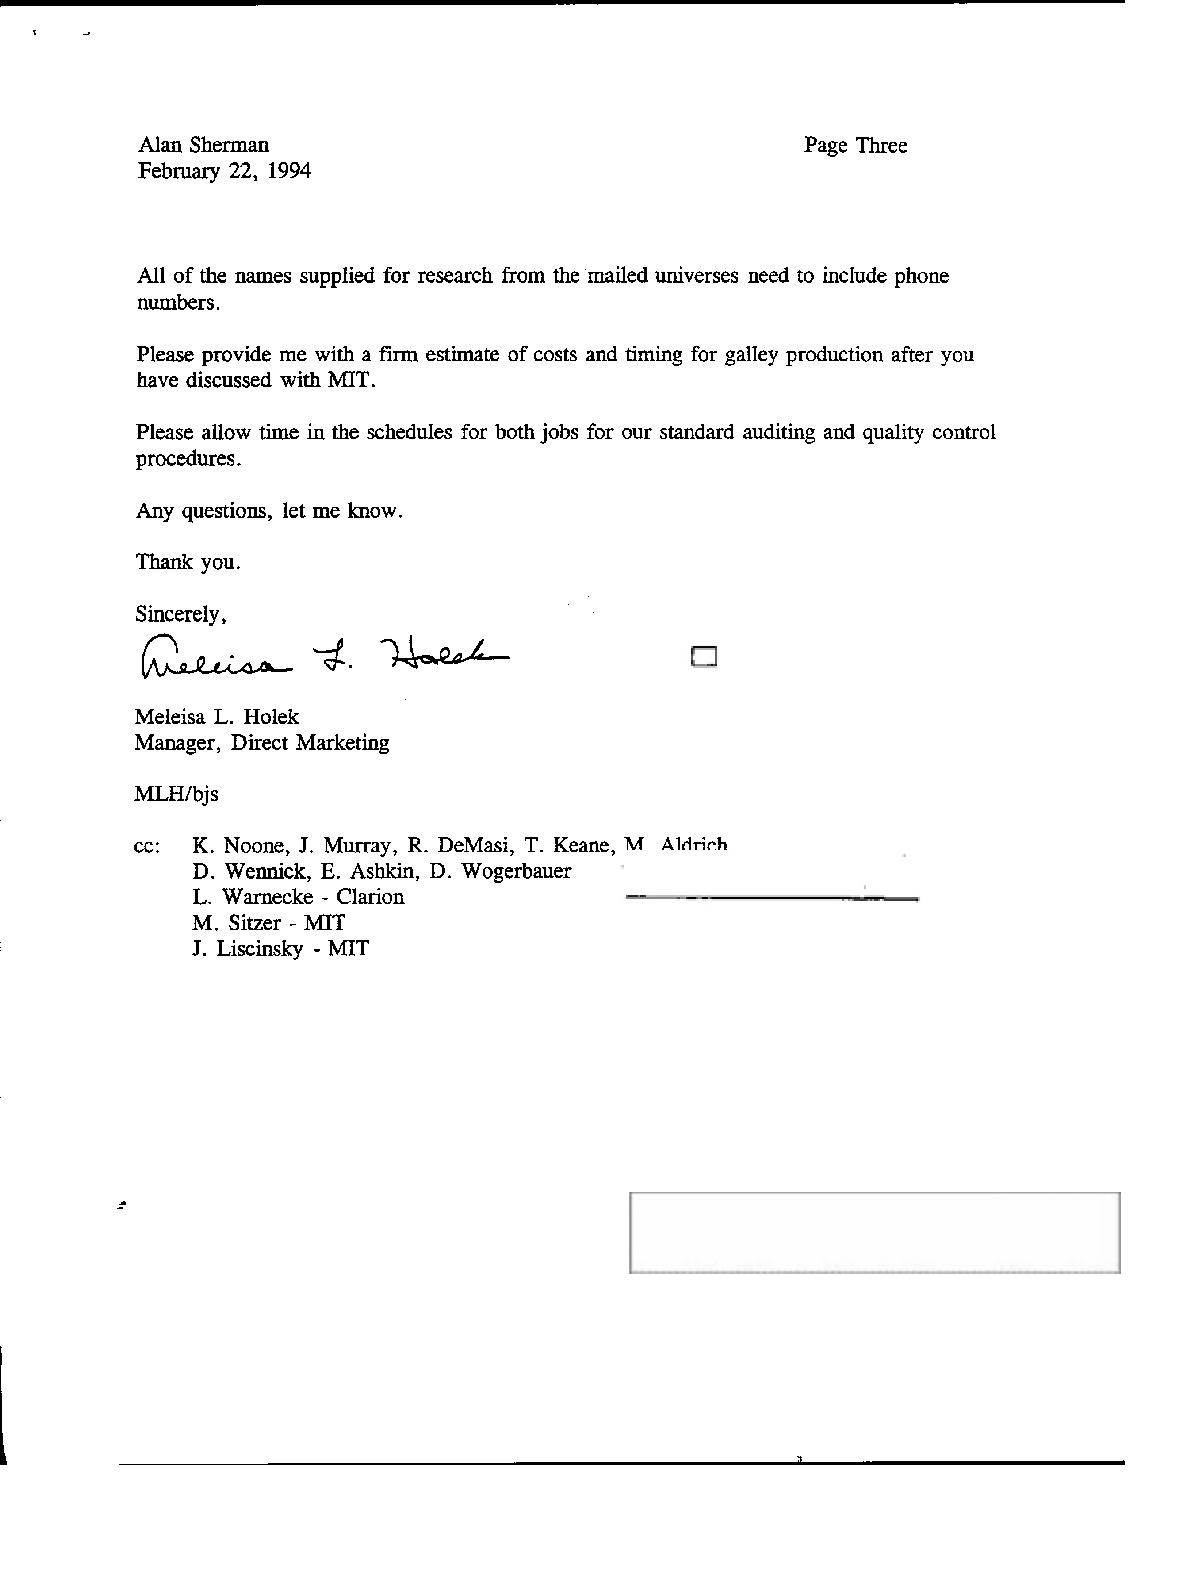 Alan Sherman Page Three
February 22, 1994
All of the names supplied for research from the mailed universes need to include phone
numbers.
Please provide me with a firm estimate of costs and timing for galley production after you
have discussed with MIT.
Please allow time in the schedules for both jobs for our standard auditing and quality control
procedures.
Any questions, let me know.
Thank you.
Sincerely,
Meleisa L. Holek
Meleisa L. Holek
Manager, Direct Marketing
MLH/bjs
cc: K. Noone, J. Murray, R. DeMasi, T. Keane, M Aldrich
D. Wennick, E. Ashkin, D. Wogerbauer
L. Warnecke - Clarion
M. Sitzer - MIT
J. Liscinsky - MIT